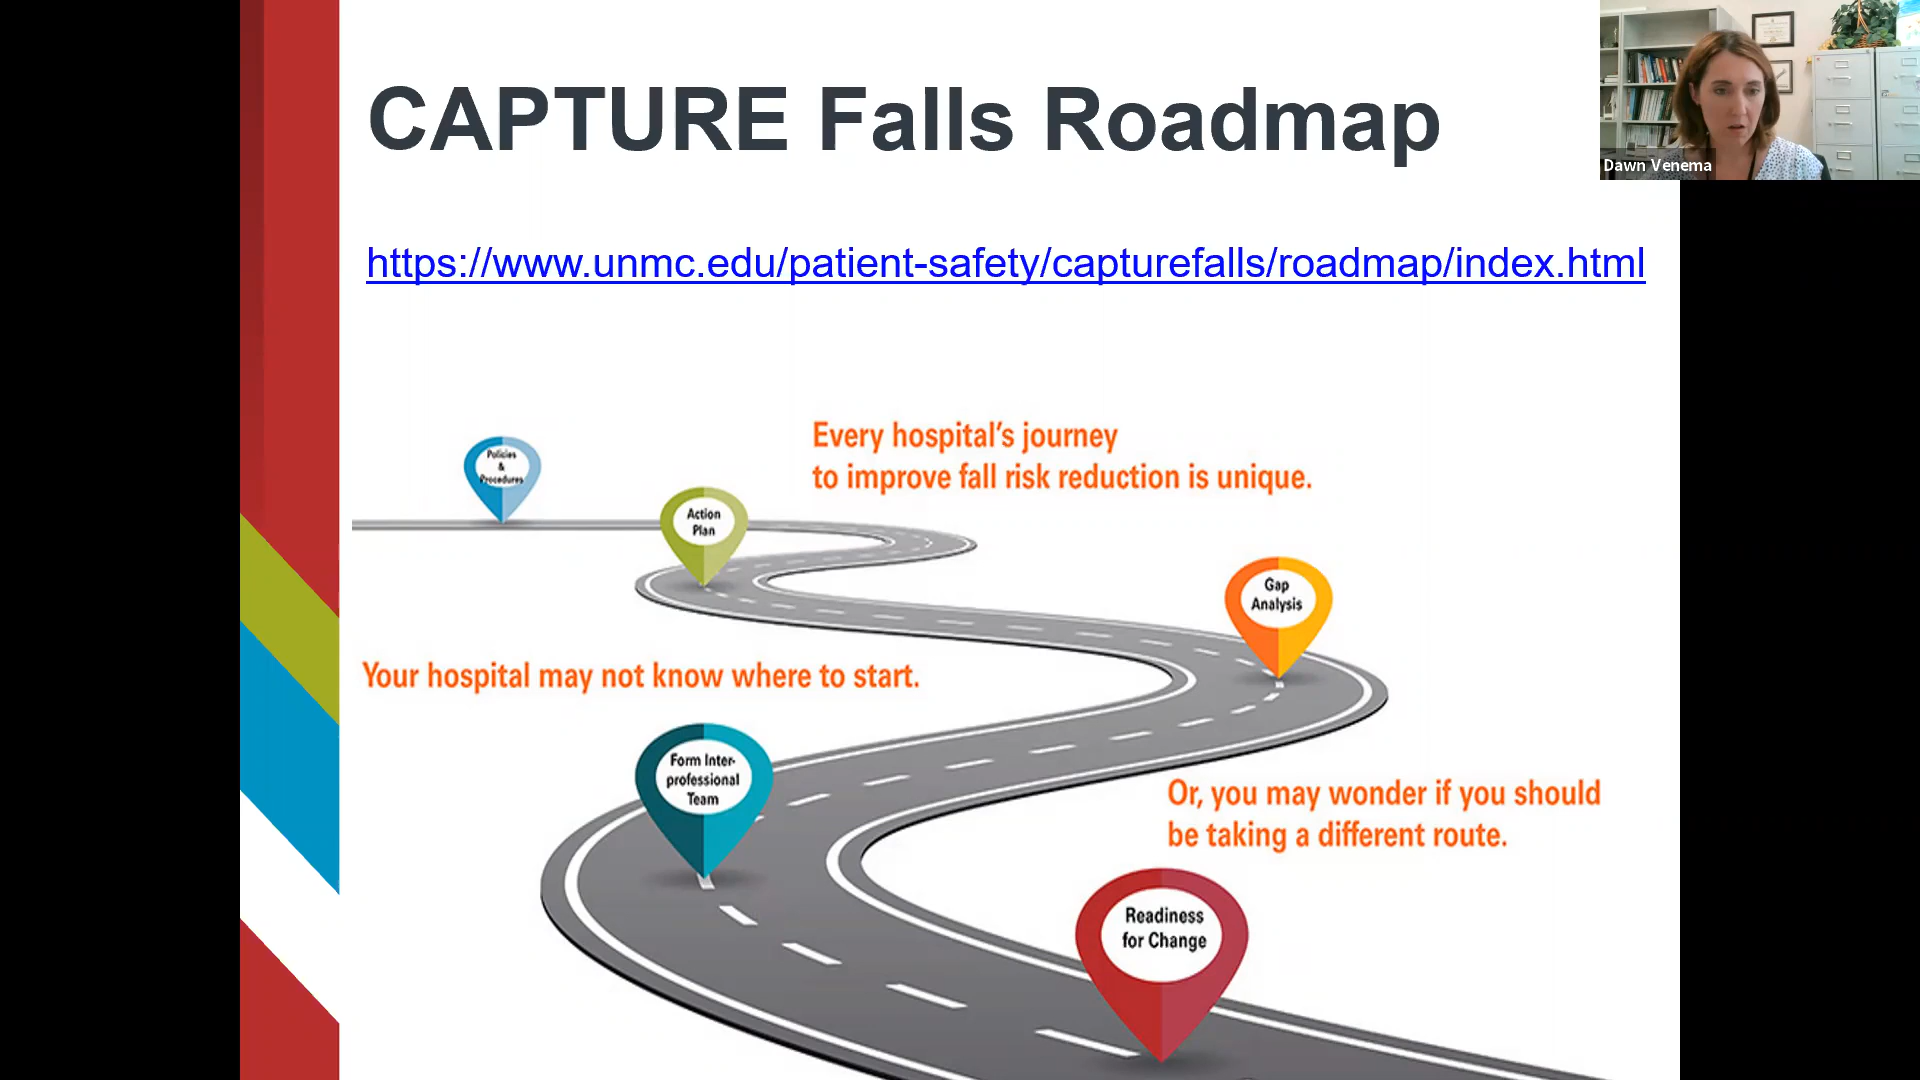 CAPTURE Falls Roadmap
Dawn Venema
https://www.unmc.edu/patient-safety/capturefalls/roadmap/index.html
Every hospital's journey
to improve fall risk reduction is unique.
Policies
&
Procedures
Action
Plan
Gap
Analysis
Your hospital may not know where to start.
Form Inter-
professional
Team
Or, you may wonder if you should
be taking a different route.
Readiness
for Change